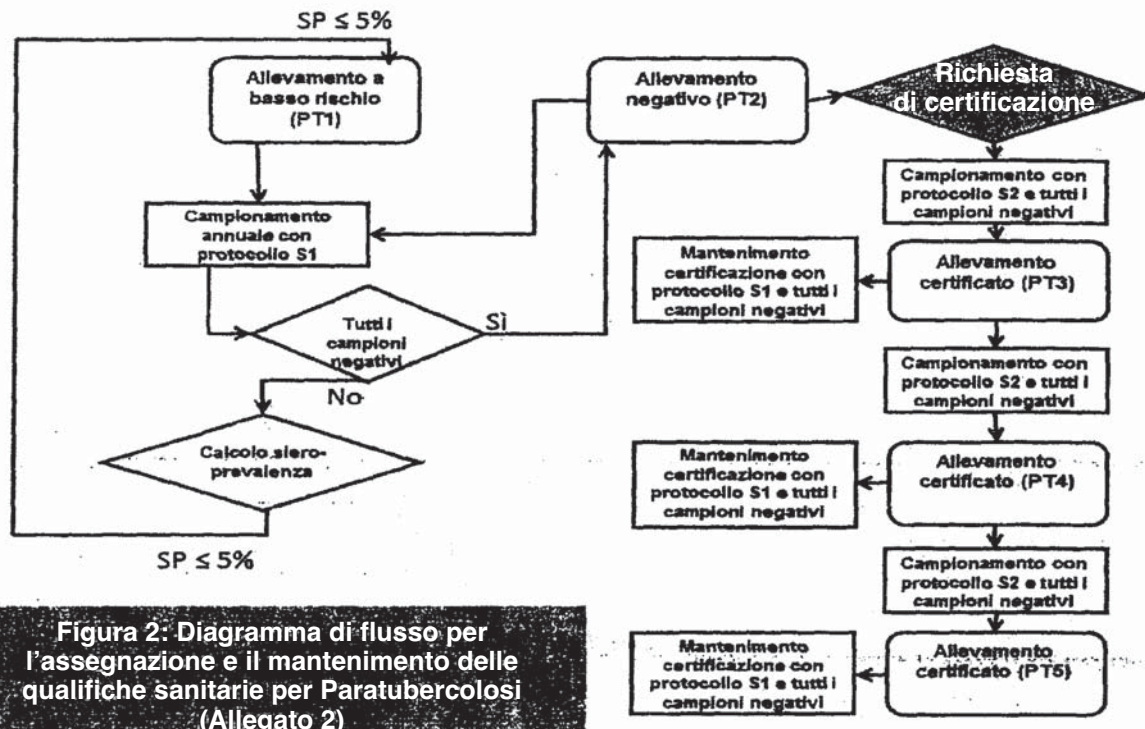 SP ≤ 5%
Allevamento a
basso rischio
(PT1)
Campionamento
annuale con
protocollo S1
Tutti i
campioni
negativi
Sì
No
Calcolo siero-
prevalenza
SP ≤ 5%
Allevamento
negativo (PT2)
Richiesta
di certificazione
Campionamento con
protocollo S2 e tutti i
campioni negativi
Allevamento
certificato (PT3)
Mantenimento
certificazione con
protocollo S1 e tutti i
campioni negativi
Campionamento con
protocollo S2 e tutti i
campioni negativi
Allevamento
certificato (PT4)
Mantenimento
certificazione con
protocollo S1 e tutti i
campioni negativi
Campionamento con
protocollo S2 e tutti i
campioni negativi
Allevamento
certificato (PT5)
Mantenimento
certificazione con
protocollo S1 e tutti i
campioni negativi
Figura 2: Diagramma di flusso per
l'assegnazione e il mantenimento delle
qualifiche sanitarie per Paratubercolosi
(Allegato 2)